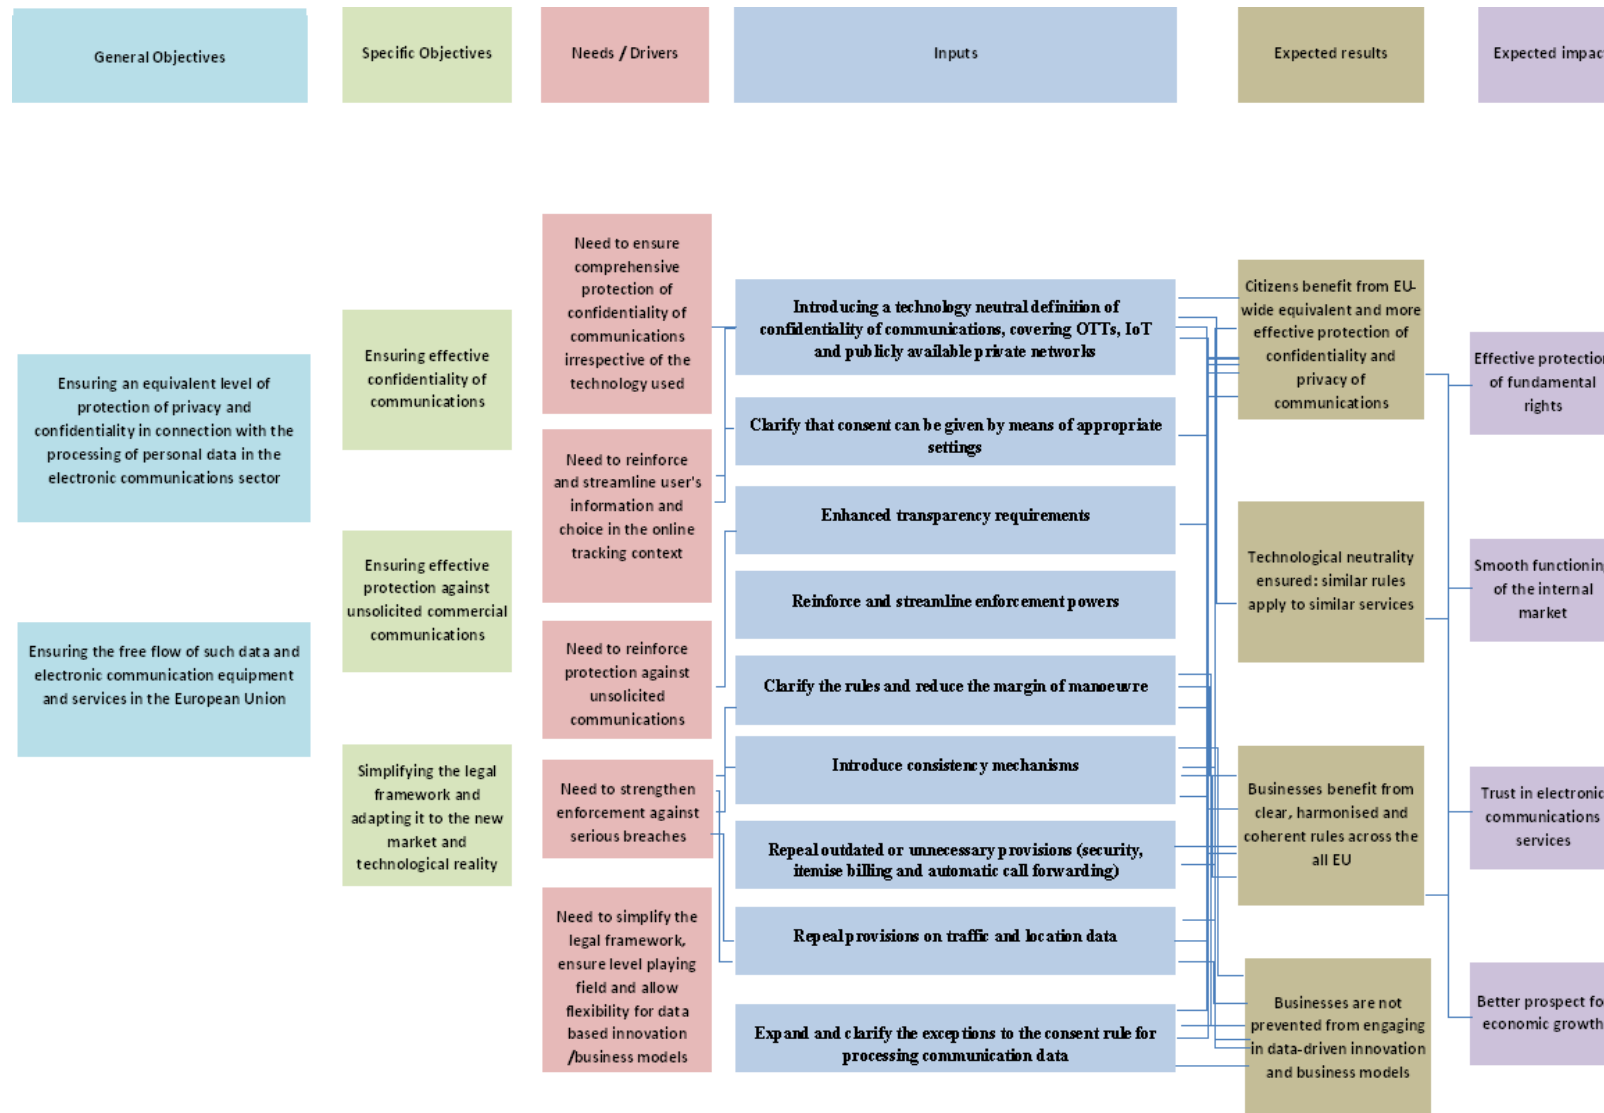 General Objectives
Specific Objectives
Needs / Drivers
Inputs
Expected results
Expected impac
Ensuring an equivalent level of
protection of privacy and
confidentiality in connection with the
processing of personal data in the
electronic communications sector
Ensuring the free flow of such data and
electronic communication equipment
and services in the European Union
Ensuring effective
confidentiality of
communications
Ensuring effective
protection against
unsolicited commercial
communications
Simplifying the legal
framework and
adapting it to the new
market and
technological reality
Need to ensure
comprehensive
protection of
confidentiality of
communications
irrespective of the
technology used
Need to reinforce
and streamline user's
information and
choice in the online
tracking context
Need to reinforce
protection against
unsolicited
communications
Need to strengthen
enforcement against
serious breaches
Need to simplify the
legal framework,
ensure level playing
field and allow
flexibility for data
based innovation
/business models
Introducing a technology neutral definition of
confidentiality of communications, covering OTTs, IoT
and publicly available private networks
Clarify that consent can be given by means of appropriate
settings
Enhanced transparency requirements
Reinforce and streamline enforcement powers
Clarify the rules and reduce the margin of manoeuvre
Introduce consistency mechanisms
Repeal outdated or unnecessary provisions (security,
itemise billing and automatic call forwarding)
Repeal provisions on traffic and location data
Expand and clarify the exceptions to the consent rule for
processing communication data
Citizens benefit from EU-
wide equivalent and more
effective protection of
confidentiality and
privacy of
communications
Technological neutrality
ensured: similar rules
apply to similar services
Businesses benefit from
clear, harmonised and
coherent rules across the
all EU
Businesses are not
prevented from engaging
in data-driven innovation
and business models
Effective protection
of fundamental
rights
Smooth functioning
of the internal
market
Trust in electronic
communications
services
Better prospect fo
economic growth